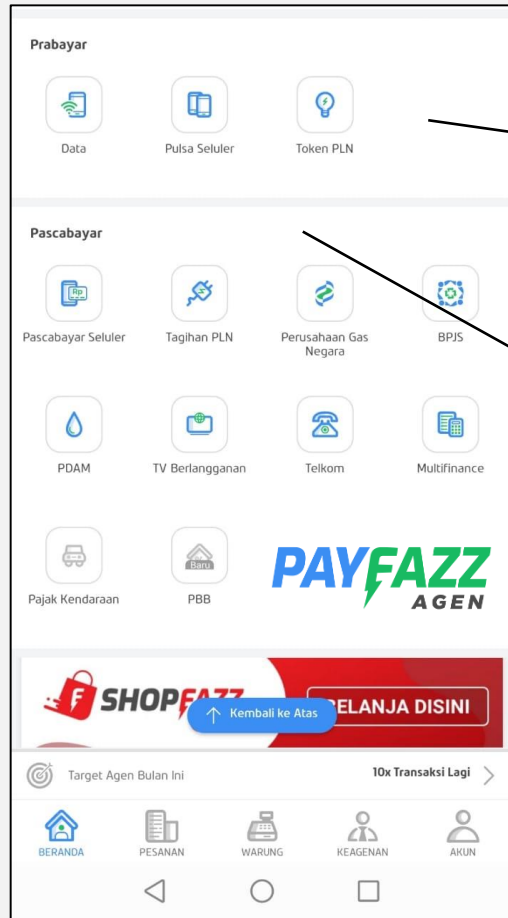 Prabayar
Data
Pulsa Seluler
Token PLN
Pascabayar
Rp
Pascabayar Seluler
Tagihan PLN
Perusahaan Gas
Negara
BPJS
PDAM
TV Berlangganan
Telkom
Multifinance
Pajak Kendaraan
Baru
PBB
PAYFAZZ
AGEN
F SHOPFAZZ
BELANJA DISINI
Kembali ke Atas
Target Agen Bulan Ini
10x Transaksi Lagi
BERANDA
PESANAN
WARUNG
KEAGENAN
AKUN